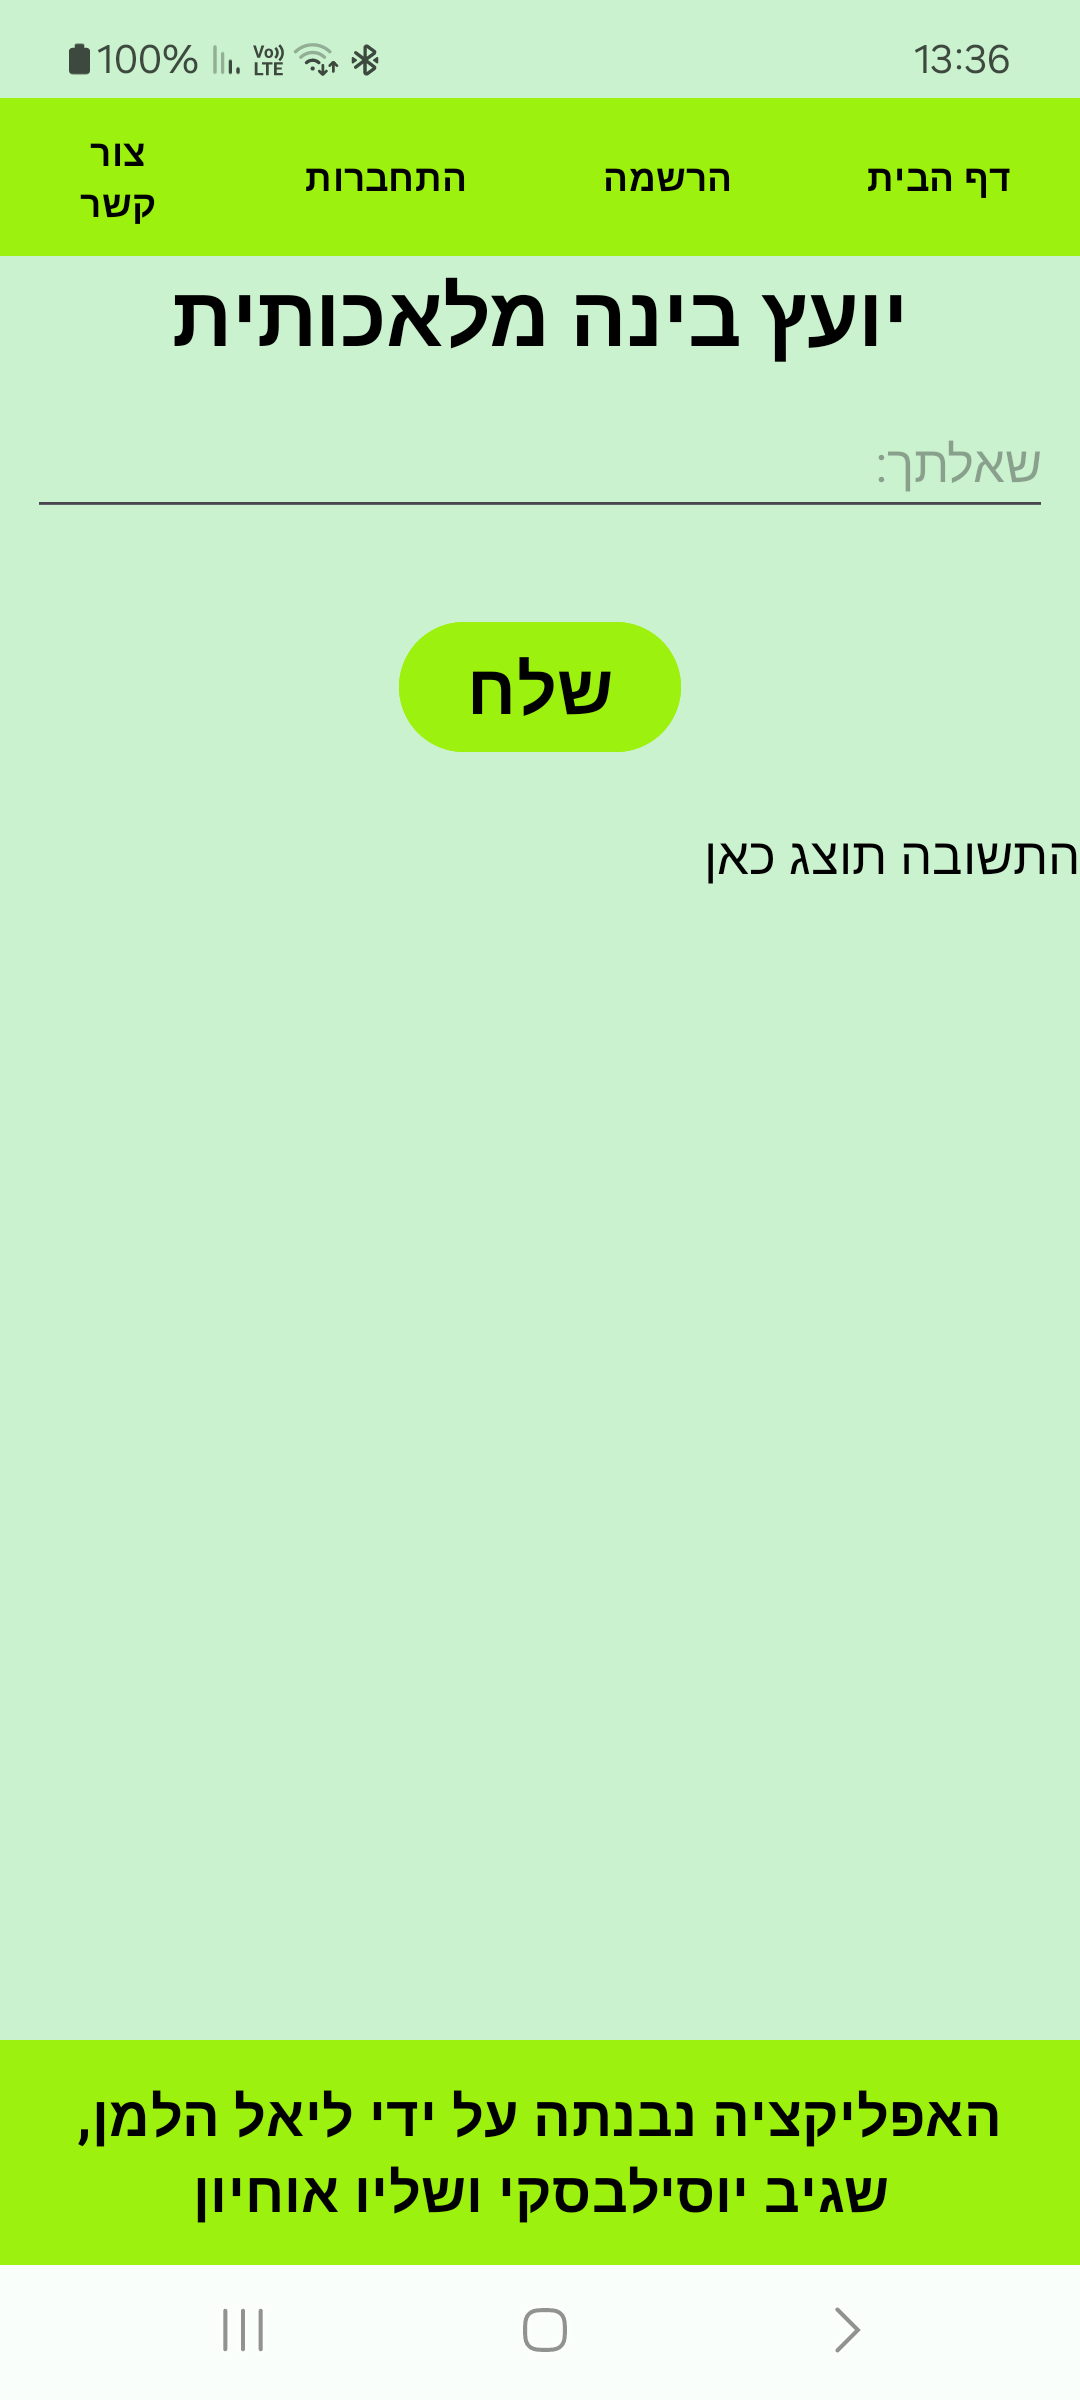 13:36
100%
Vo)) LTE
דף הבית
הרשמה
התחברות
צור
קשר
יועץ בינה מלאכותית
שאלתך:
שלח
התשובה תוצג כאן
האפליקציה נבנתה על ידי ליאל הלמן,
שגיב יוסילבסקי ושליו אוחיון